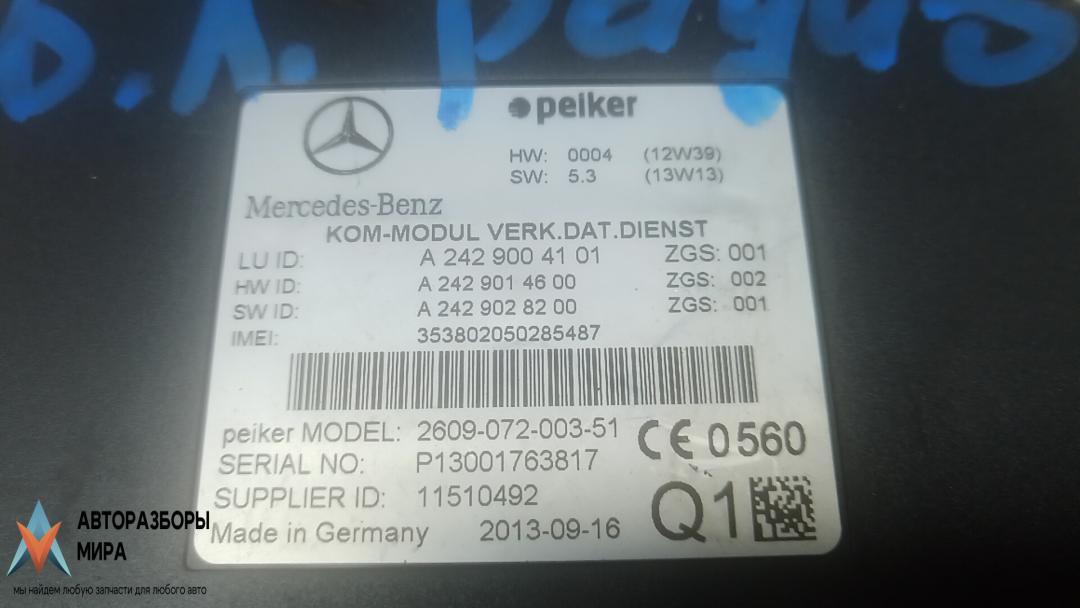 в.л. radus
peiker
HW: 0004 (12W39)
SW: 5.3 (13W13)
Mercedes-Benz
KOM-MODUL VERK.DAT.DIENST
LU ID: A 242 900 41 01 ZGS: 001
HW ID: A 242 901 46 00 ZGS: 002
SW ID: A 242 902 82 00 ZGS: 001
IMEI: 353802050285487
peiker MODEL: 2609-072-003-51
CE 0560
SERIAL NO: P13001763817
SUPPLIER ID: 11510492
Q1
Made in Germany 2013-09-16
АВТОРАЗБОРЫ
МИРА
мы найдем любую запчасти для любого авто